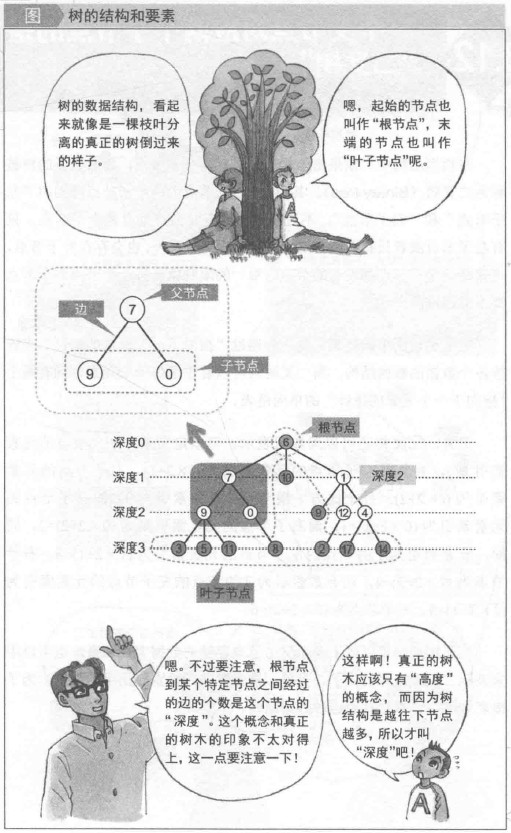 图 树的结构和要素
树的数据结构，看起
来就像是一棵枝叶分
离的真正的树倒过来
的样子。
嗯，起始的节点也
叫作“根节点”，末
端的节点也叫作
“叶子节点”呢。
父节点
边
7
子节点
9 0
根节点
深度0 6
深度1 7 10 1 深度2
深度2 9 0 9 12 4
深度3 3 5 11 8 2 17 14
叶子节点
嗯。不过要注意，根节点
到某个特定节点之间经过
的边的个数是这个节点的
“深度”。这个概念和真正
的树木的印象不太对得
上，这一点要注意一下！
这样啊！真正的树
木应该只有“高度”
的概念，而因为树
结构是越往下节点
越多，所以才叫
“深度”吧！
A